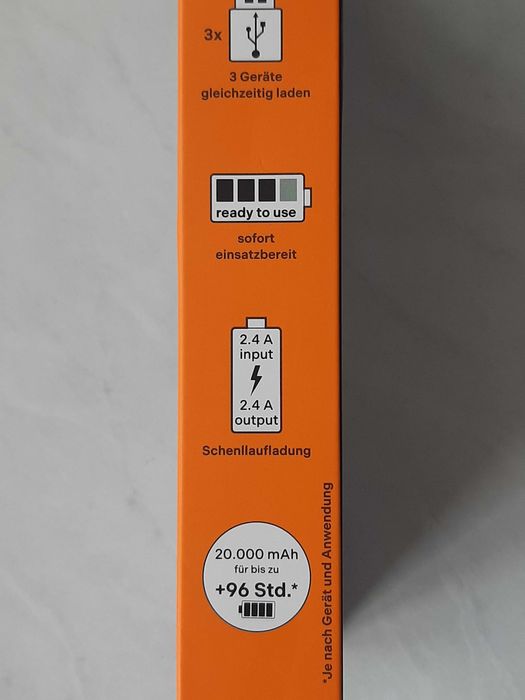 3x
3 Geräte
gleichzeitig laden
ready to use
sofort
einsatzbereit
2.4 A
input
2.4 A
output
Schenllaufladung
20.000 mAh
für bis zu
+96 Std.*
*Je nach Gerät und Anwendung